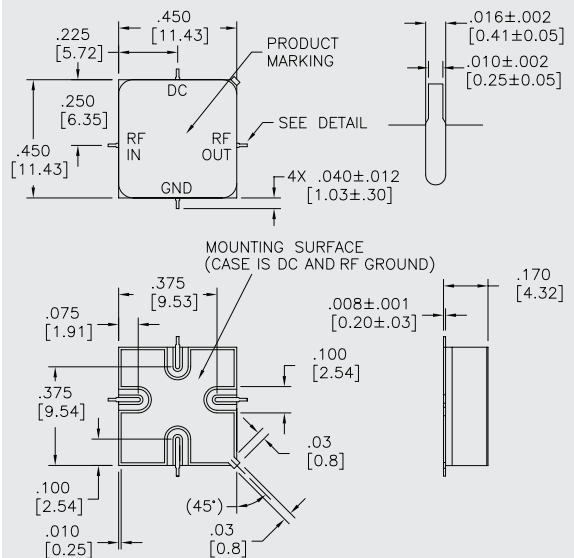 .450
[11.43]
.225
[5.72]
PRODUCT
MARKING
.016±.002
[0.41±0.05]
.010±.002
[0.25±0.05]
DC
.250
[6.35]
RF
IN
RF
OUT
SEE DETAIL
.450
[11.43]
GND
4X .040±.012
[1.03±.30]
MOUNTING SURFACE
(CASE IS DC AND RF GROUND)
.375
[9.53]
.170
[4.32]
.075
[1.91]
.008±.001
[0.20±.03]
.100
[2.54]
.375
[9.54]
.03
[0.8]
.100
[2.54]
(45°)
.010
[0.25]
.03
[0.8]